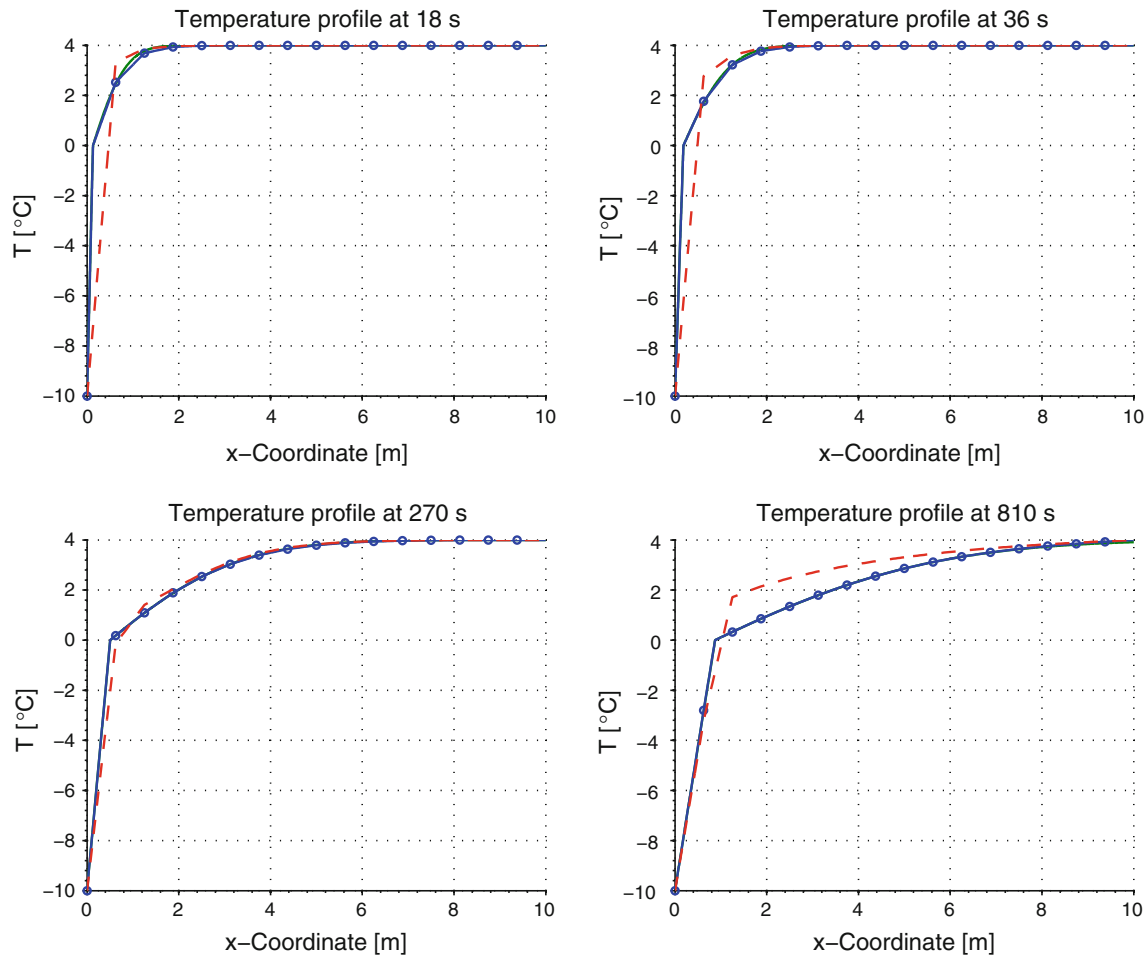 Temperature profile at 18 s
4
2
0
−2
−4
−6
−8
−10
T [°C]
0 2 4 6 8 10
x−Coordinate [m]
Temperature profile at 36 s
4
2
0
−2
−4
−6
−8
−10
T [°C]
0 2 4 6 8 10
x−Coordinate [m]
Temperature profile at 270 s
4
2
0
−2
−4
−6
−8
−10
T [°C]
0 2 4 6 8 10
x−Coordinate [m]
Temperature profile at 810 s
4
2
0
−2
−4
−6
−8
−10
T [°C]
0 2 4 6 8 10
x−Coordinate [m]